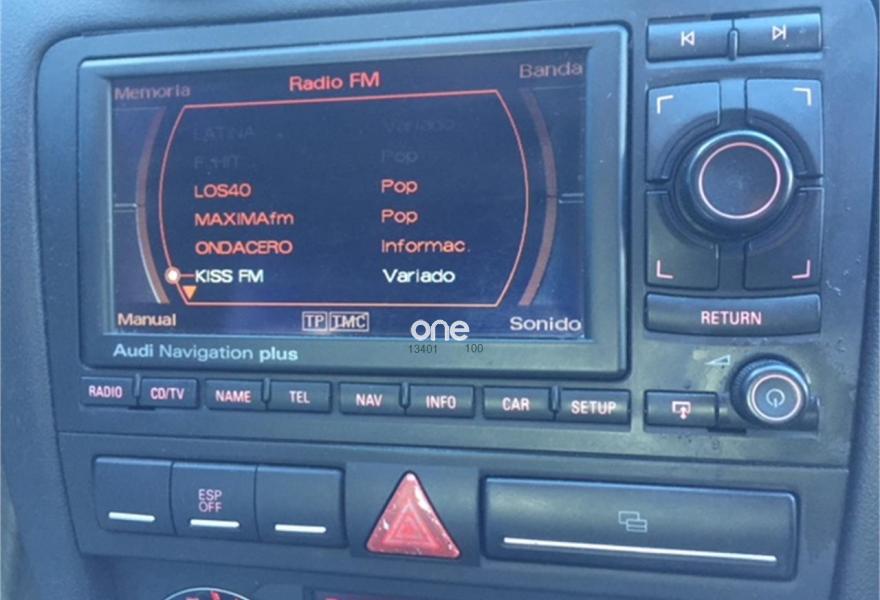 Memoria Radio FM Banda
LATINA Variado
F·HIT Pop
LOS40 Pop
MAXIMAfm Pop
ONDACERO Informac.
KISS FM Variado
Manual TP TMC Sonido
one
13401 100
Audi Navigation plus
RADIO CD/TV NAME TEL NAV INFO CAR SETUP
RETURN
ESP
OFF